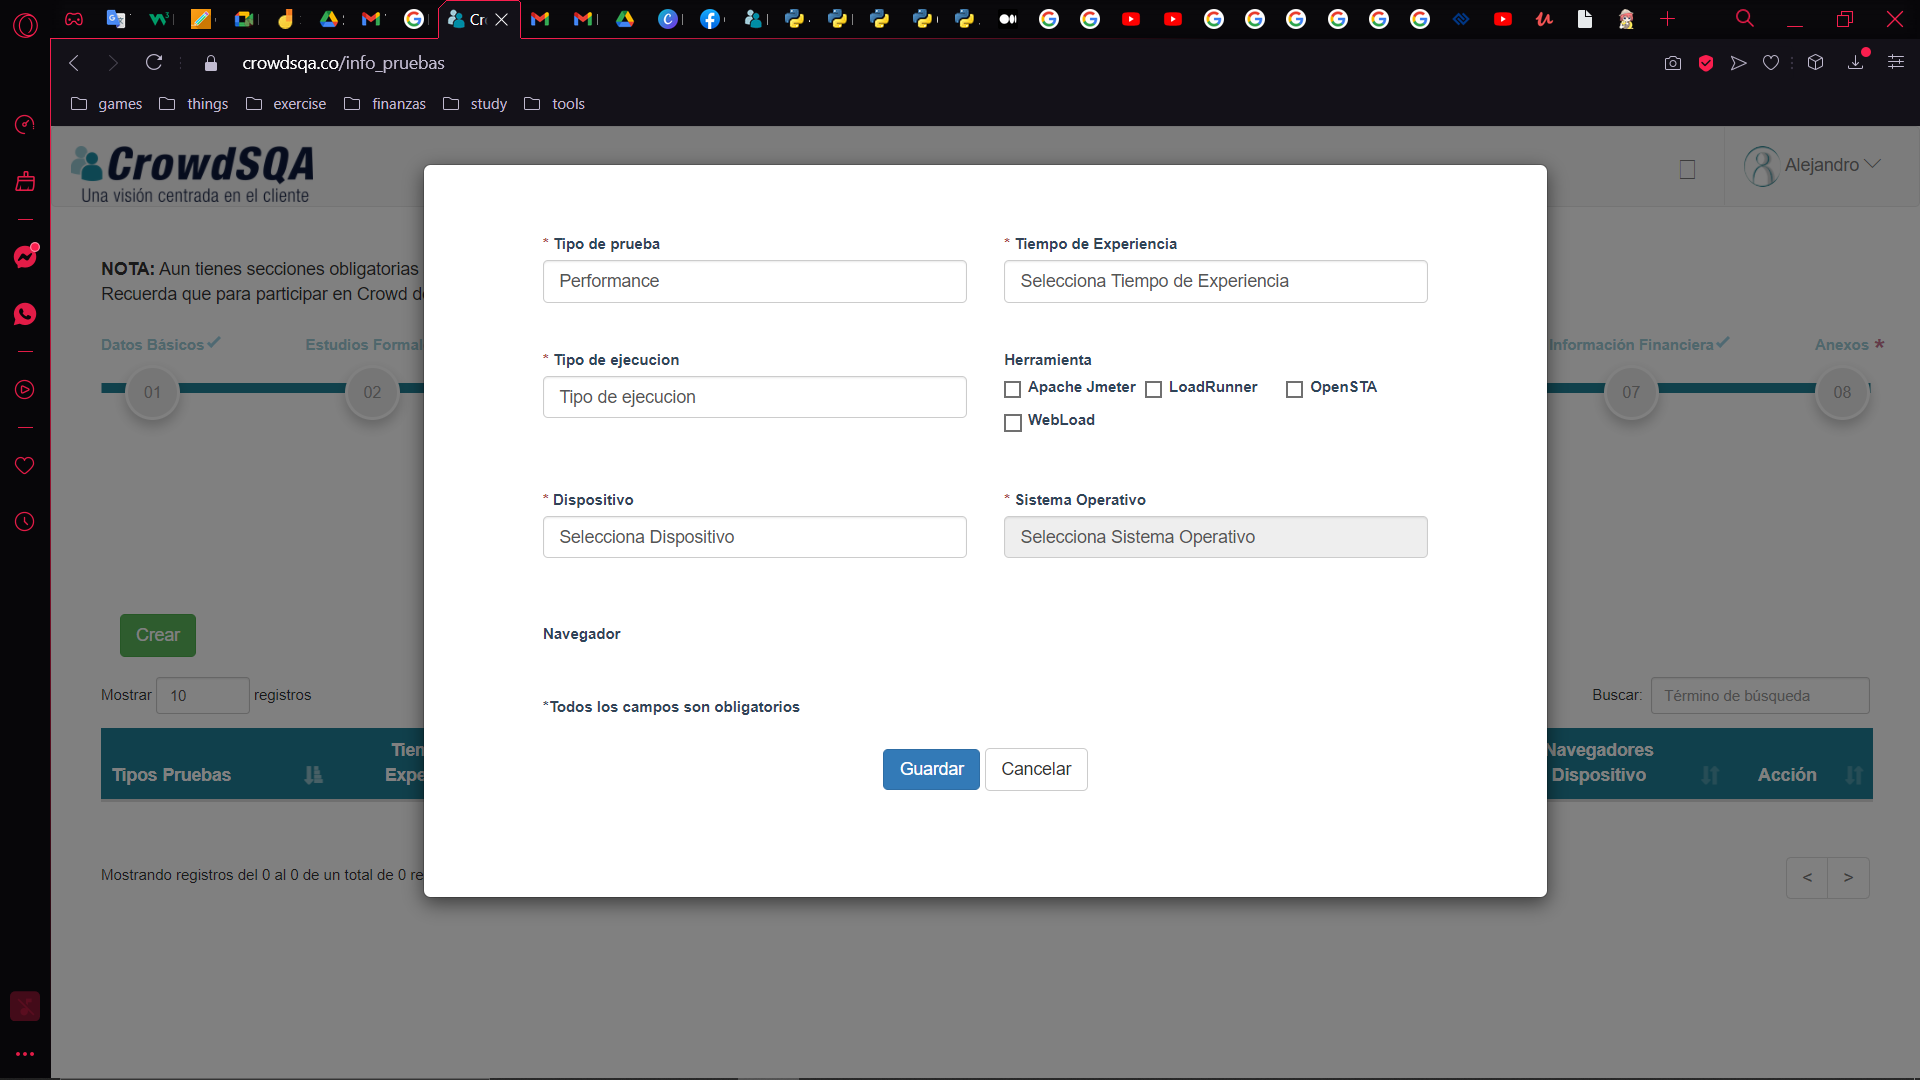 Cr
crowdsqa.co/info_pruebas
games things exercise finanzas study tools
CrowdSQA
Una visión centrada en el cliente
Alejandro
NOTA: Aun tienes secciones obligatorias
Recuerda que para participar en Crowd d
Datos Básicos Estudios Formal Información Financiera Anexos *
01 02 07 08
* Tipo de prueba * Tiempo de Experiencia
Performance Selecciona Tiempo de Experiencia
* Tipo de ejecucion Herramienta
Tipo de ejecucion Apache Jmeter LoadRunner OpenSTA
WebLoad
* Dispositivo * Sistema Operativo
Selecciona Dispositivo Selecciona Sistema Operativo
Navegador
*Todos los campos son obligatorios
Guardar Cancelar
Crear
Mostrar 10 registros Buscar: Término de búsqueda
Tien Navegadores
Tipos Pruebas Expe Dispositivo Acción
Mostrando registros del 0 al 0 de un total de 0 re < >